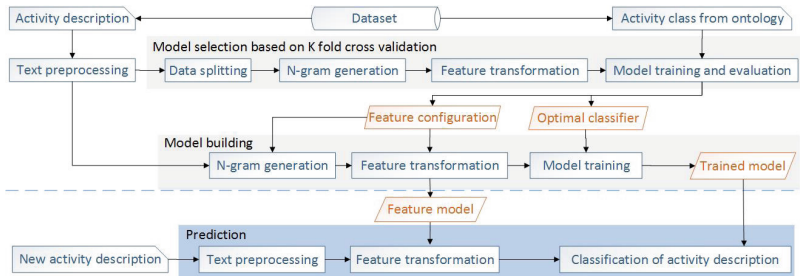 Activity description
Dataset
Activity class from ontology
Model selection based on K fold cross validation
Text preprocessing
Data splitting
N-gram generation
Feature transformation
Model training and evaluation
Feature configuration
Optimal classifier
Model building
N-gram generation
Feature transformation
Model training
Trained model
Feature model
Prediction
New activity description
Text preprocessing
Feature transformation
Classification of activity description